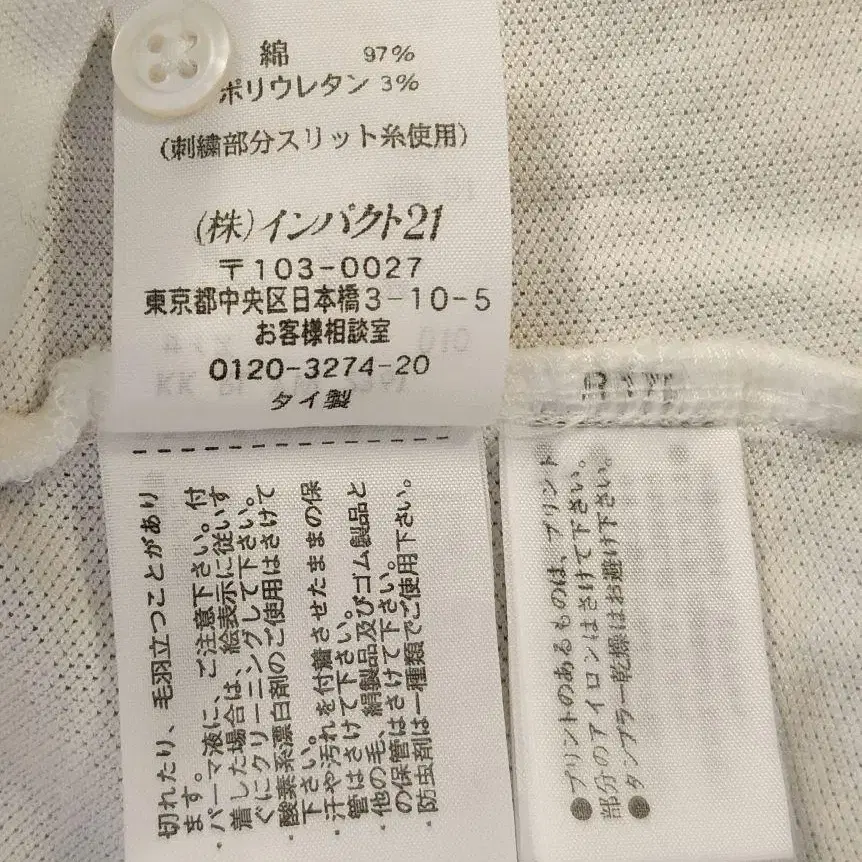 綿 97%
ポリウレタン 3%
(刺繍部分スリット糸使用)
(株)インパクト21
〒103-0027
東京都中央区日本橋3-10-5
お客様相談室
0120-3274-20
タイ製
切れたり、毛羽立つことがあり
ます。
・パーマ液に、ご注意下さい。付
着した場合は、絵表示に従いす
ぐにクリーニングして下さい。
・酸素系漂白剤のご使用はさけて
下さい。
・汗や汚れを付着させたままの保
管はさけて下さい。
・他の毛、絹製品及びゴム製品と
の保管はさけて下さい。
・防虫剤は一種類でご使用下さい。
●プリントのあるものは、プリント
部分のアイロンはさけて下さい。
●タンブラー乾燥はお避け下さい。